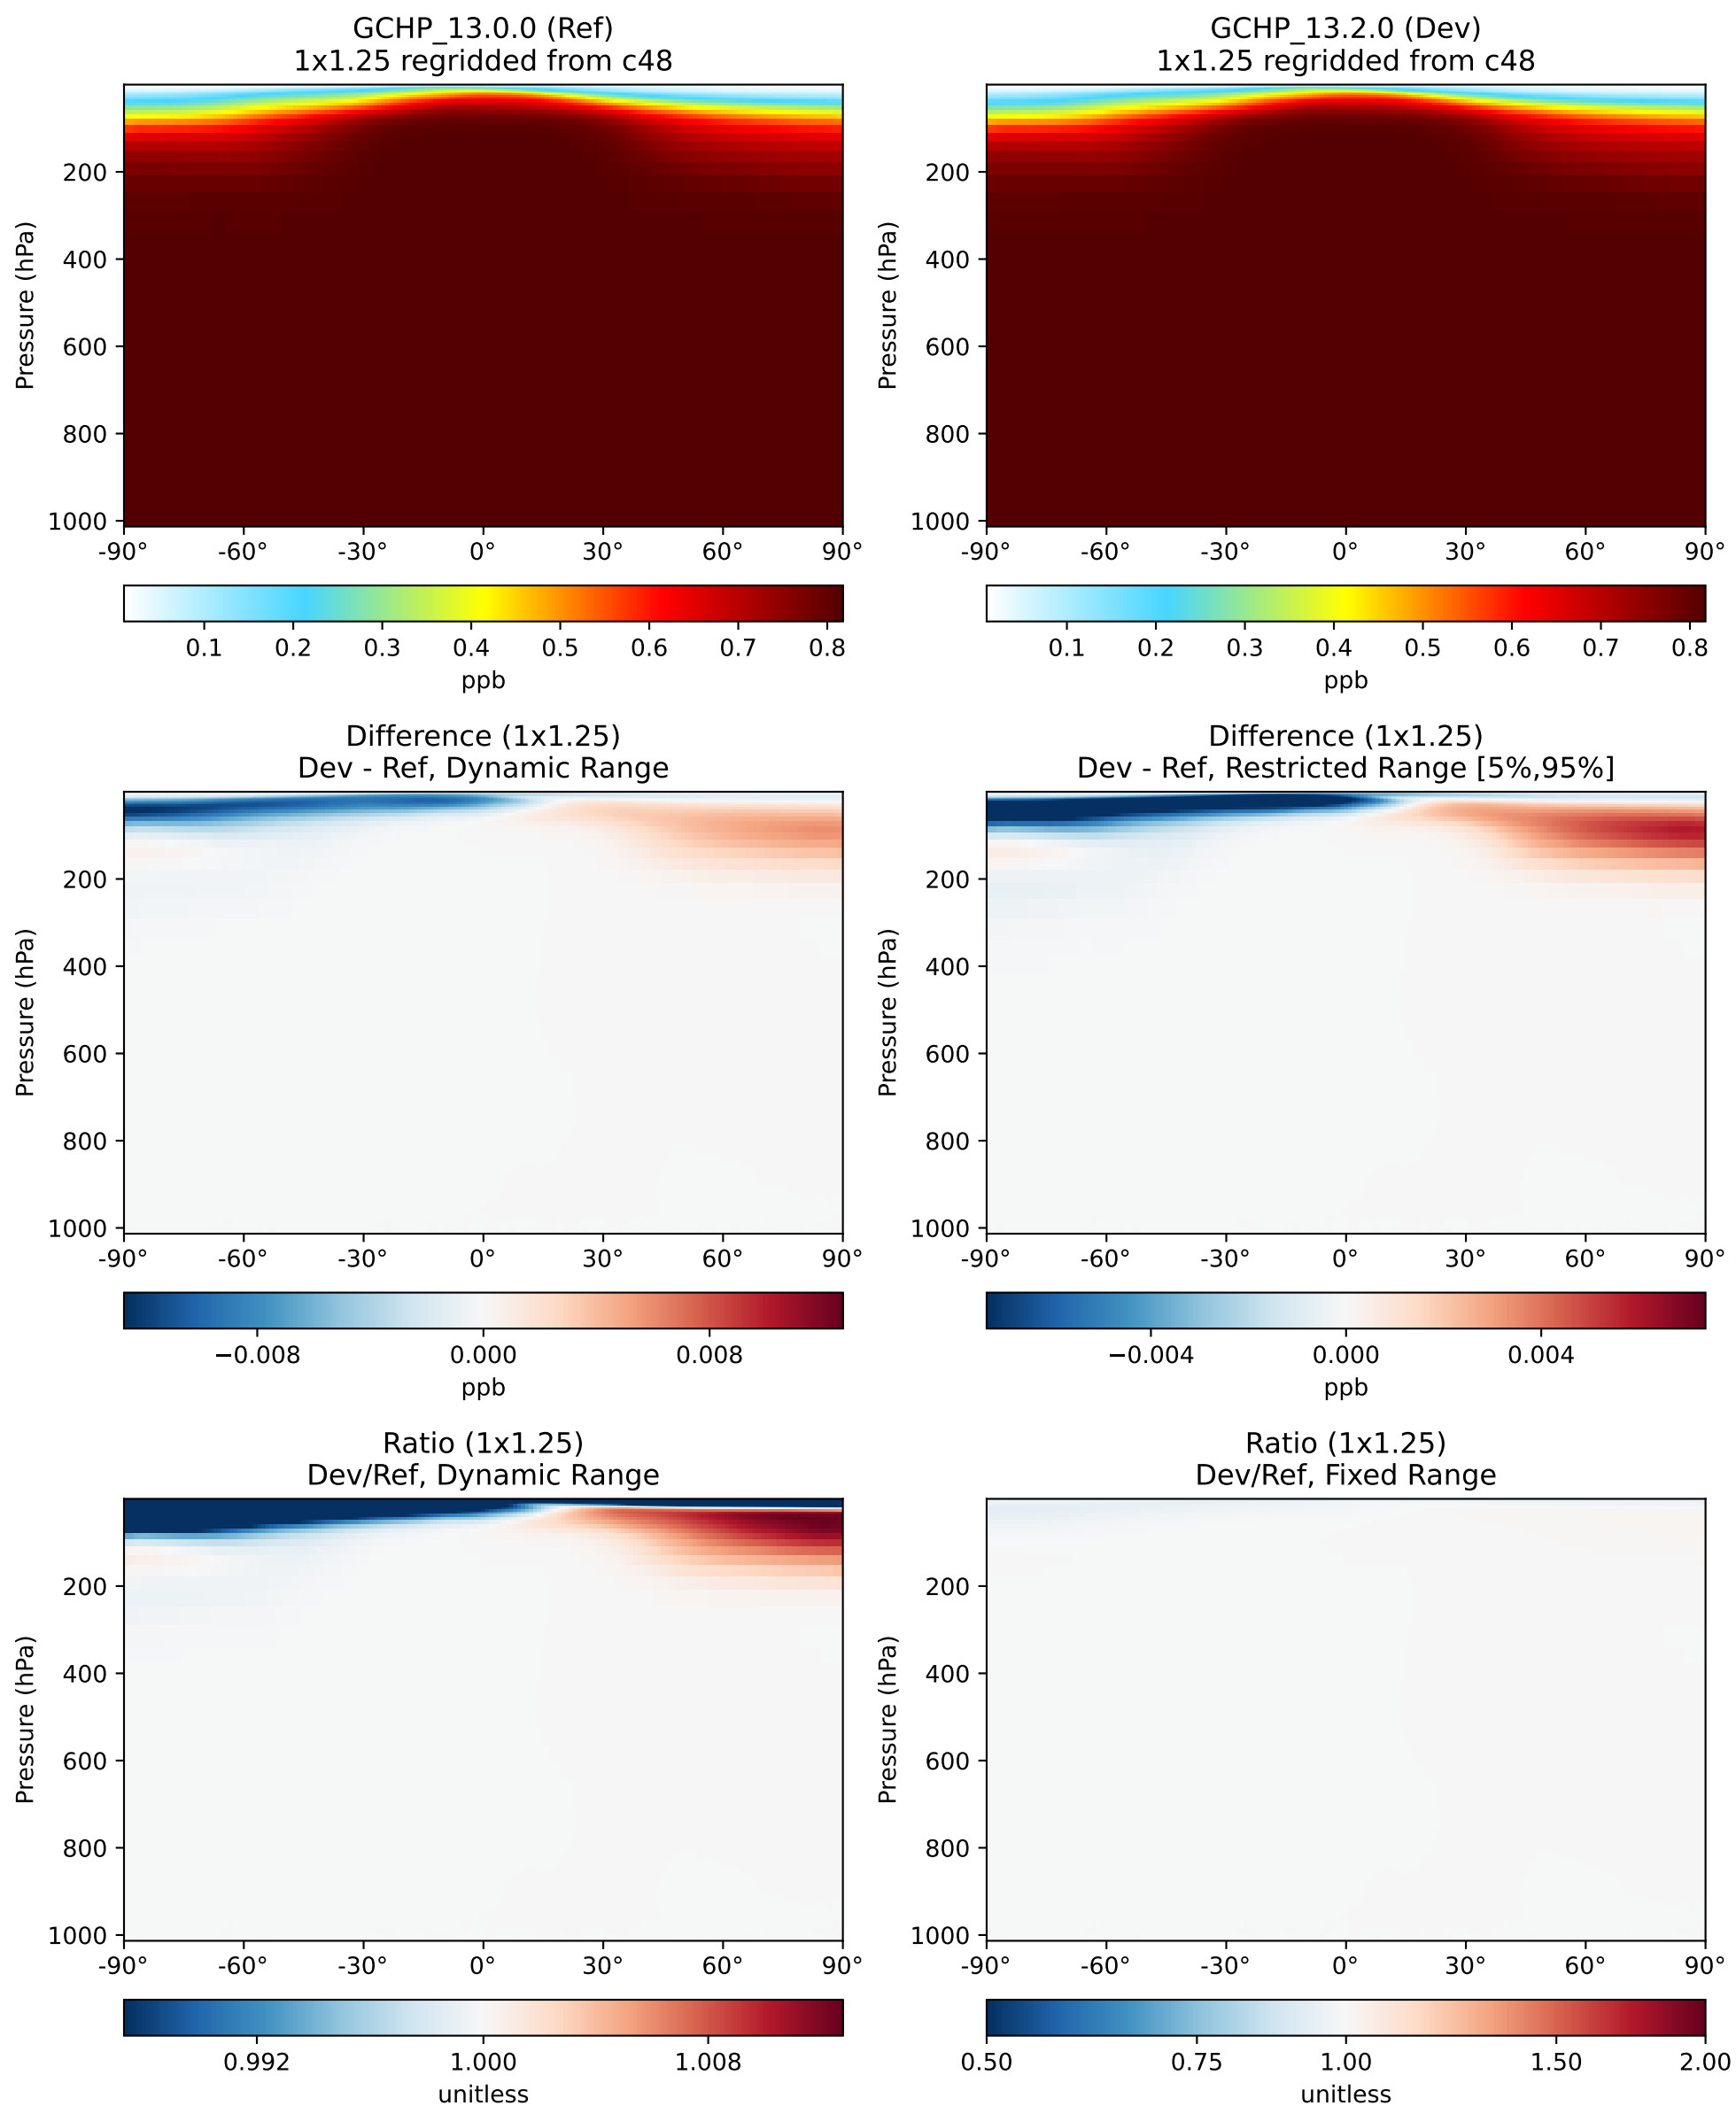 GCHP_13.0.0 (Ref)
1x1.25 regridded from c48
Pressure (hPa)
200
400
600
800
1000
-90° -60° -30° 0° 30° 60° 90°
0.1 0.2 0.3 0.4 0.5 0.6 0.7 0.8
ppb
GCHP_13.2.0 (Dev)
1x1.25 regridded from c48
Pressure (hPa)
200
400
600
800
1000
-90° -60° -30° 0° 30° 60° 90°
0.1 0.2 0.3 0.4 0.5 0.6 0.7 0.8
ppb
Difference (1x1.25)
Dev - Ref, Dynamic Range
Pressure (hPa)
200
400
600
800
1000
-90° -60° -30° 0° 30° 60° 90°
−0.008 0.000 0.008
ppb
Difference (1x1.25)
Dev - Ref, Restricted Range [5%,95%]
Pressure (hPa)
200
400
600
800
1000
-90° -60° -30° 0° 30° 60° 90°
−0.004 0.000 0.004
ppb
Ratio (1x1.25)
Dev/Ref, Dynamic Range
Pressure (hPa)
200
400
600
800
1000
-90° -60° -30° 0° 30° 60° 90°
0.992 1.000 1.008
unitless
Ratio (1x1.25)
Dev/Ref, Fixed Range
Pressure (hPa)
200
400
600
800
1000
-90° -60° -30° 0° 30° 60° 90°
0.50 0.75 1.00 1.50 2.00
unitless